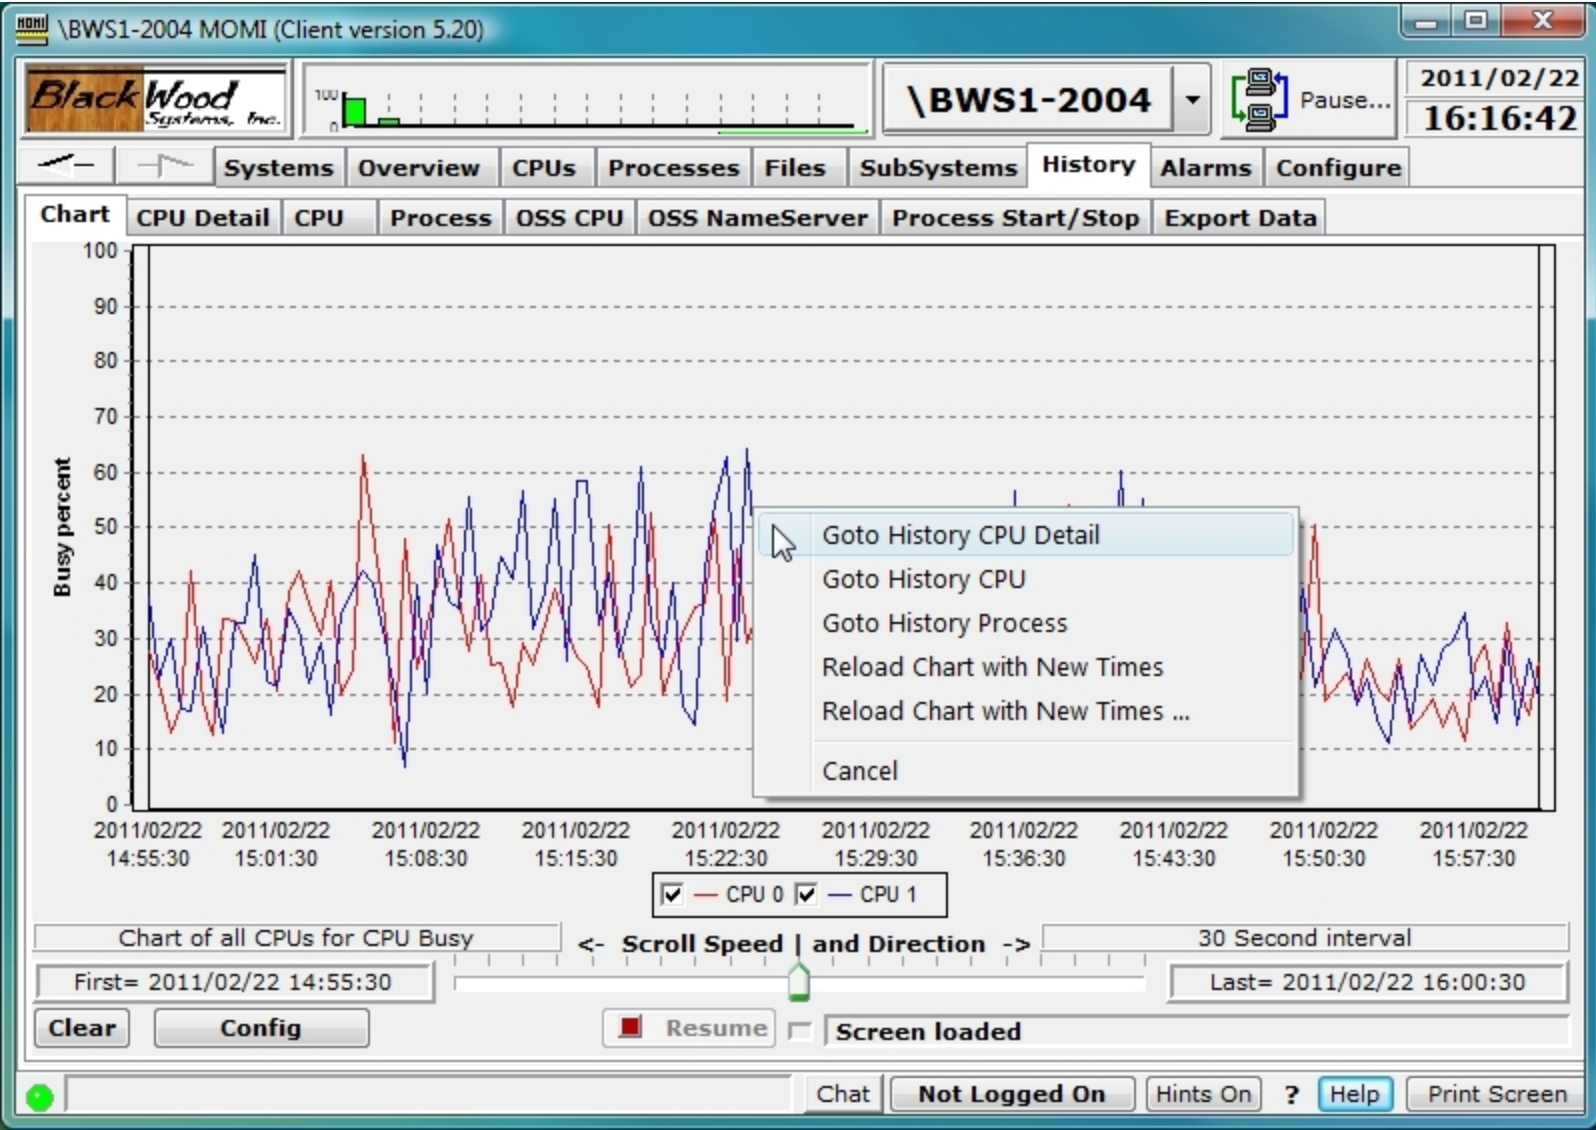 MOMI
\BWS1-2004 MOMI (Client version 5.20)
BlackWood
Systems, Inc.
100
0
\BWS1-2004
Pause...
2011/02/22
16:16:42
Systems Overview CPUs Processes Files SubSystems History Alarms Configure
Chart CPU Detail CPU Process OSS CPU OSS NameServer Process Start/Stop Export Data
Busy percent
100
90
80
70
60
50
40
30
20
10
0
Goto History CPU Detail
Goto History CPU
Goto History Process
Reload Chart with New Times
Reload Chart with New Times ...
Cancel
2011/02/22 2011/02/22 2011/02/22 2011/02/22 2011/02/22 2011/02/22 2011/02/22 2011/02/22 2011/02/22 2011/02/22
14:55:30 15:01:30 15:08:30 15:15:30 15:22:30 15:29:30 15:36:30 15:43:30 15:50:30 15:57:30
CPU 0 CPU 1
Chart of all CPUs for CPU Busy
<- Scroll Speed | and Direction ->
30 Second interval
First= 2011/02/22 14:55:30
Last= 2011/02/22 16:00:30
Clear Config Resume Screen loaded
Chat Not Logged On Hints On ? Help Print Screen